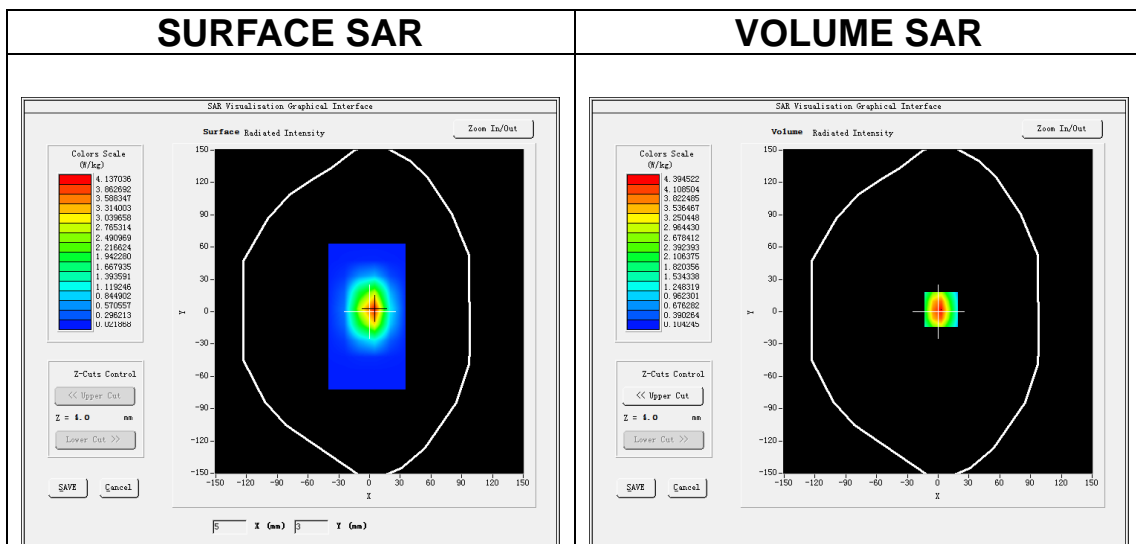 SURFACE SAR
VOLUME SAR
SAR Visualisation Graphical Interface
Surface Radiated Intensity
Zoom In/Out
Colors Scale
(W/kg)
4.137036
3.862692
3.588347
3.314003
3.039658
2.765314
2.490969
2.216624
1.942280
1.667935
1.393591
1.119246
0.844902
0.570557
0.296213
0.021868
150
120
90
60
30
0
-30
-60
-90
-120
-150
Y
-150 -120 -90 -60 -30 0 30 60 90 120 150
X
Z-Cuts Control
<< Upper Cut
Z = 4.0 mm
Lower Cut >>
SAVE Cancel
5 X (mm) 3 Y (mm)
SAR Visualisation Graphical Interface
Volume Radiated Intensity
Zoom In/Out
Colors Scale
(W/kg)
4.394522
4.108504
3.822485
3.536467
3.250448
2.964430
2.678412
2.392393
2.106375
1.820356
1.534338
1.248319
0.962301
0.676282
0.390264
0.104245
150
120
90
60
30
0
-30
-60
-90
-120
-150
Y
-150 -120 -90 -60 -30 0 30 60 90 120 150
X
Z-Cuts Control
<< Upper Cut
Z = 4.0 mm
Lower Cut >>
SAVE Cancel